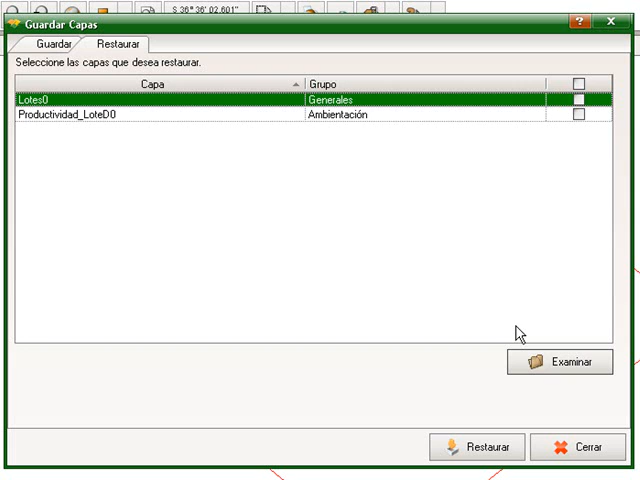 S 36° 36' 02.601"
Guardar Capas
Guardar Restaurar
Seleccione las capas que desea restaurar.
Capa Grupo
Lotes0 Generales
Productividad_LoteD0 Ambientación
Examinar
Restaurar Cerrar